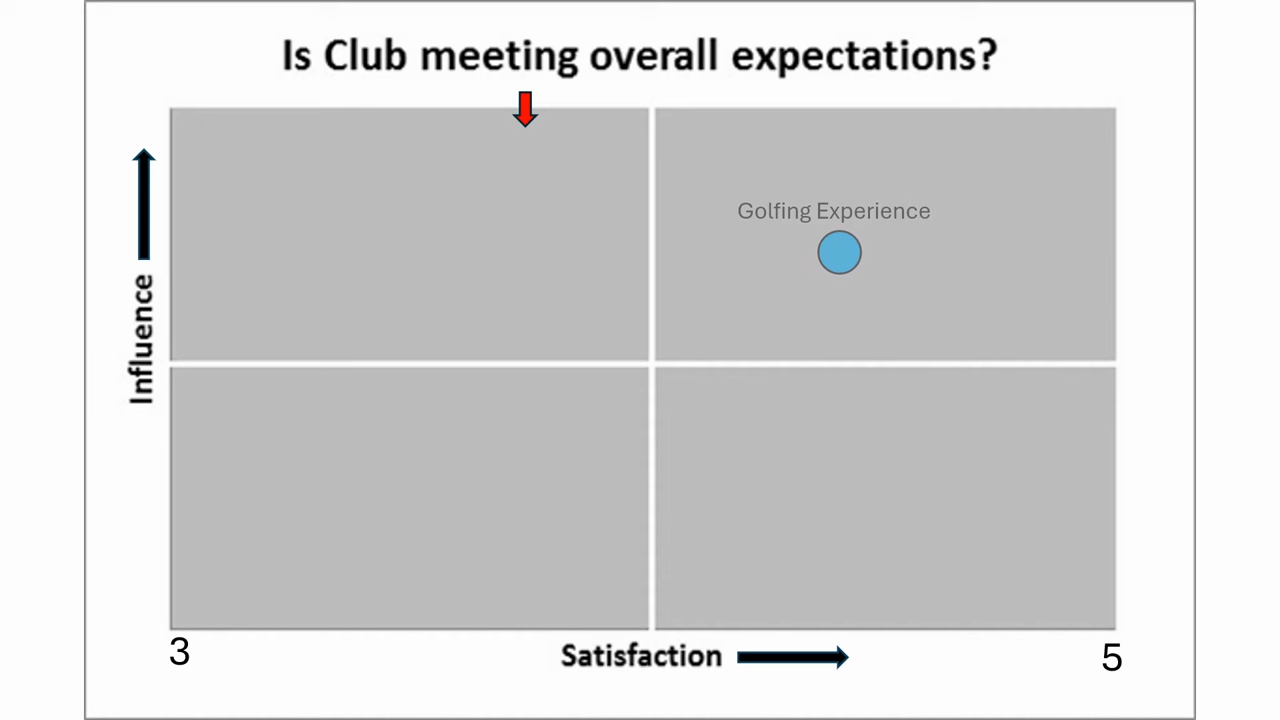 Is Club meeting overall expectations?
Golfing Experience
Influence
3
Satisfaction
5